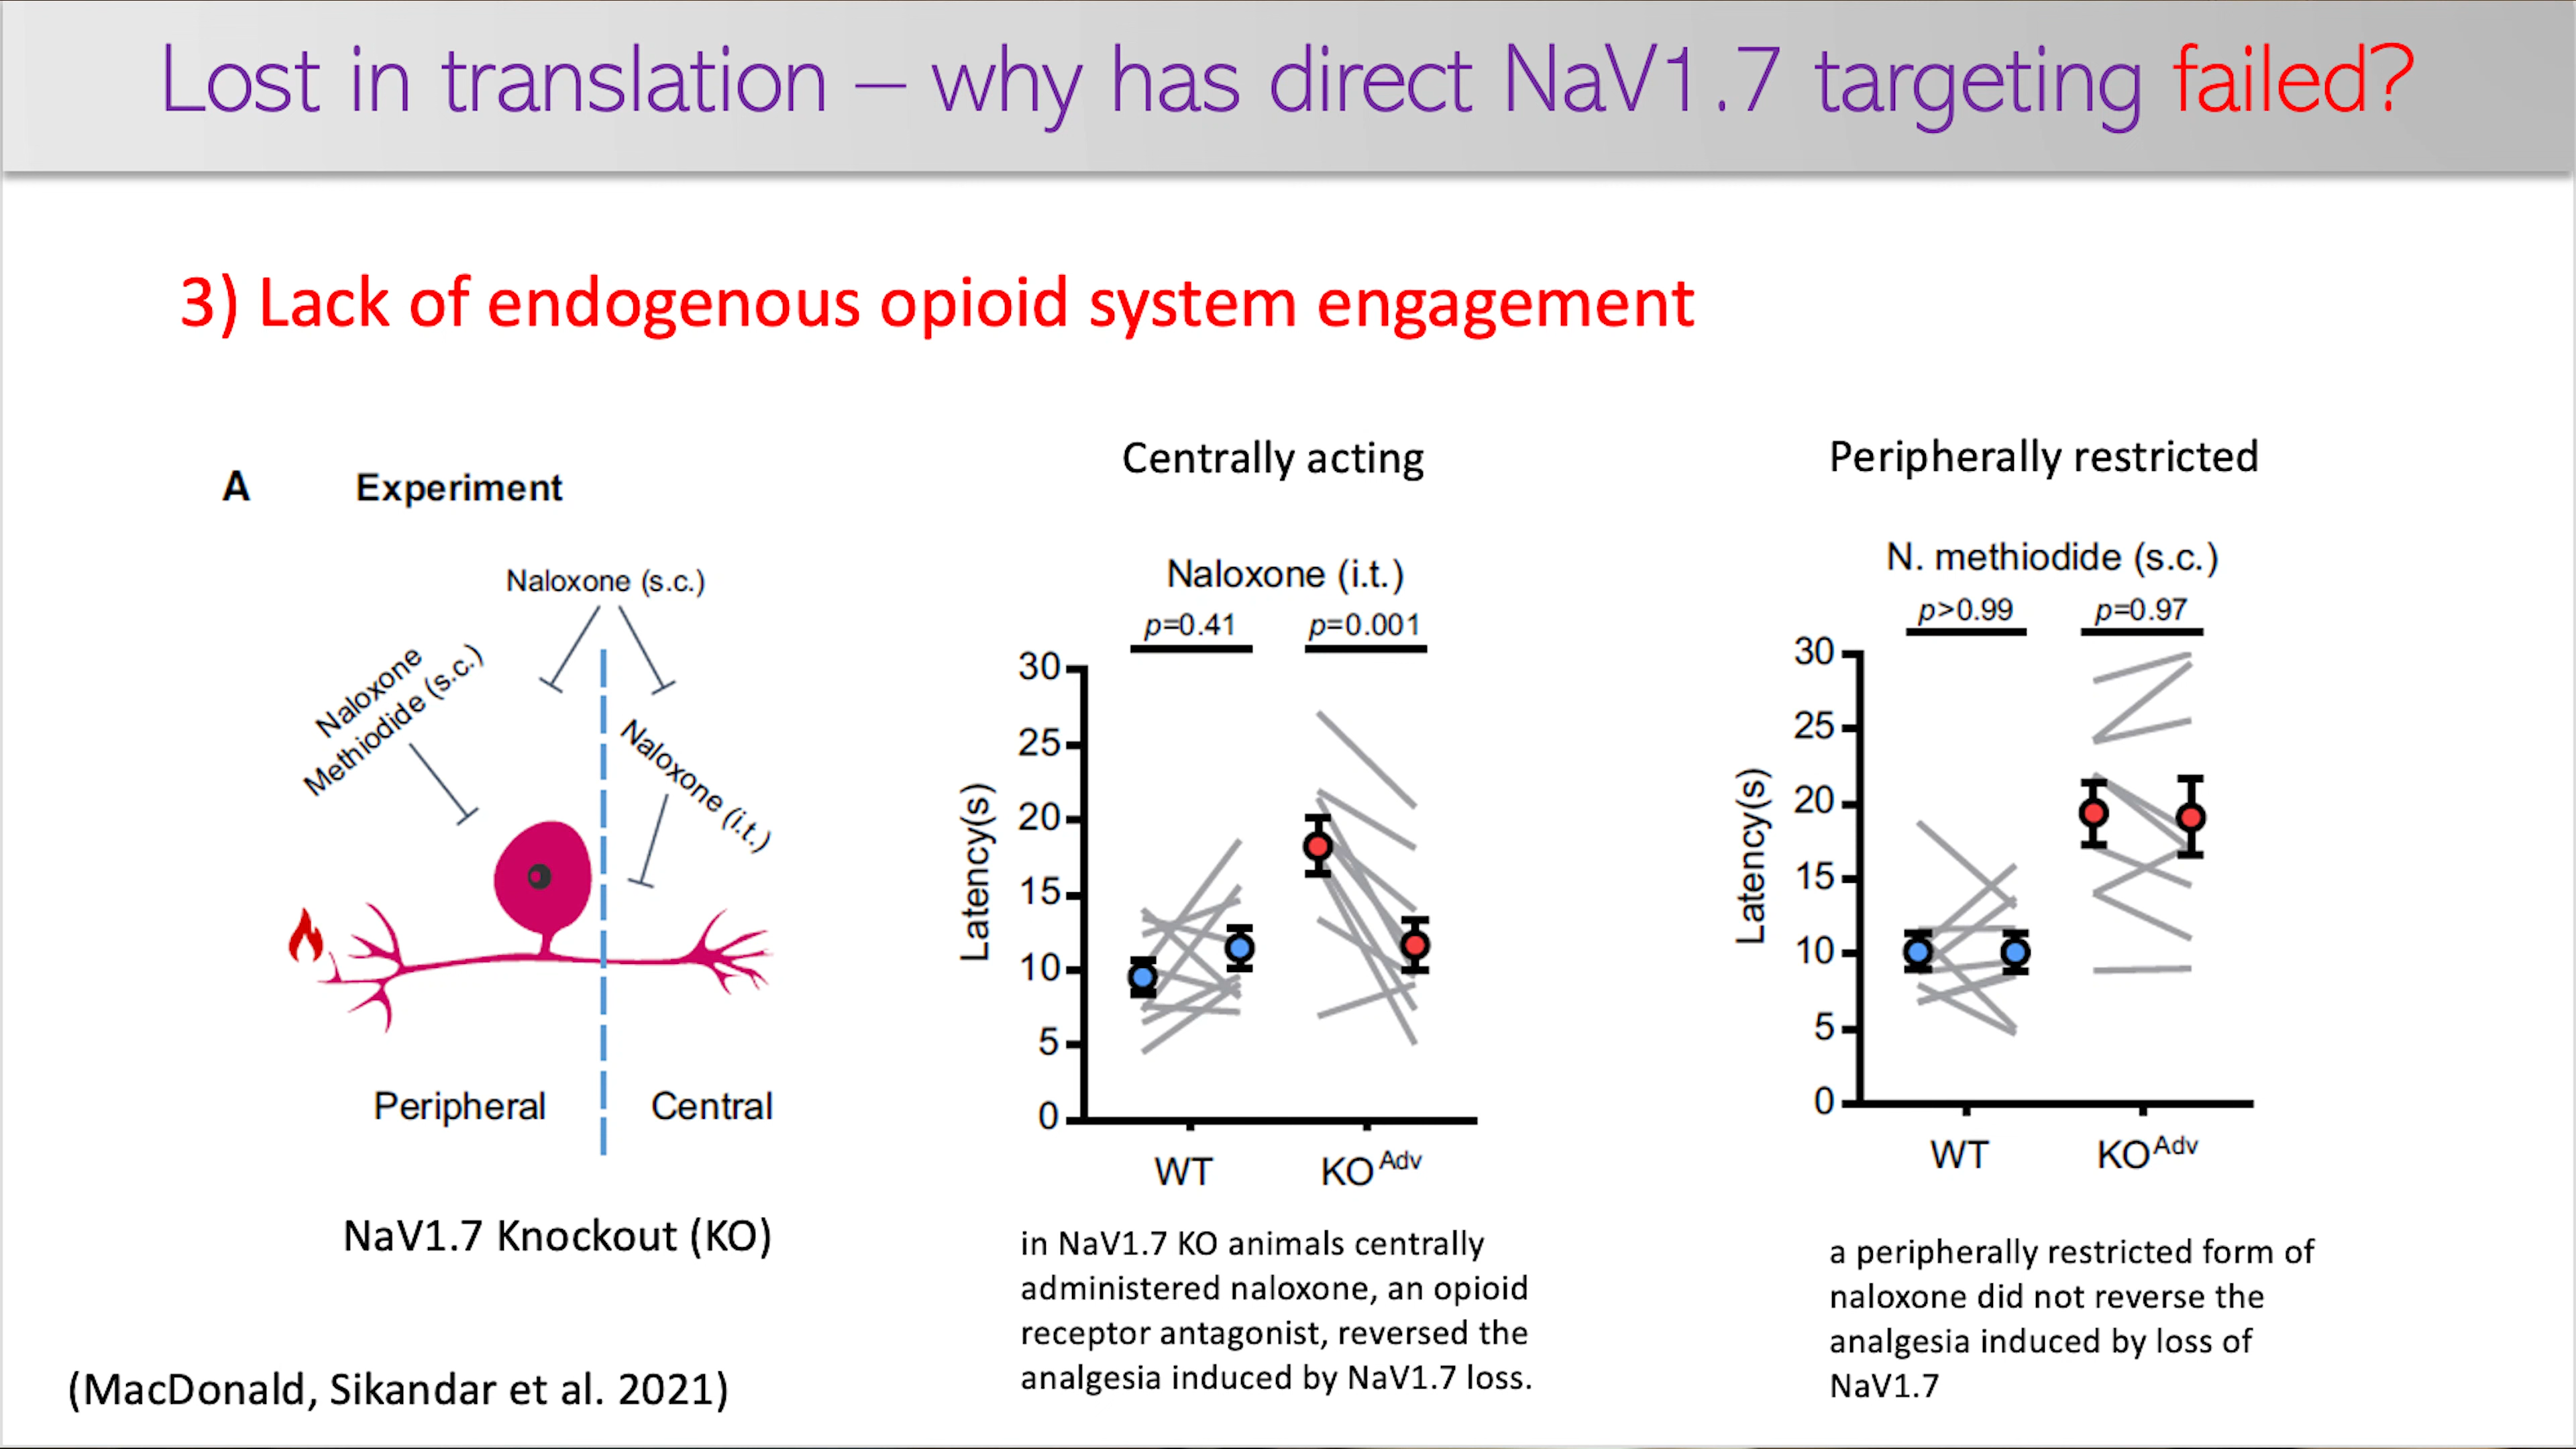 Lost in translation – why has direct NaV1.7 targeting failed?
3) Lack of endogenous opioid system engagement
A Experiment
Naloxone (s.c.)
Naloxone
Methiodide (s.c.)
Naloxone (i.t.)
Peripheral
Central
NaV1.7 Knockout (KO)
(MacDonald, Sikandar et al. 2021)
Centrally acting
Naloxone (i.t.)
p=0.41
p=0.001
Latency(s)
30
25
20
15
10
5
0
WT
KO Adv
in NaV1.7 KO animals centrally
administered naloxone, an opioid
receptor antagonist, reversed the
analgesia induced by NaV1.7 loss.
Peripherally restricted
N. methiodide (s.c.)
p>0.99
p=0.97
Latency(s)
30
25
20
15
10
5
0
WT
KO Adv
a peripherally restricted form of
naloxone did not reverse the
analgesia induced by loss of
NaV1.7